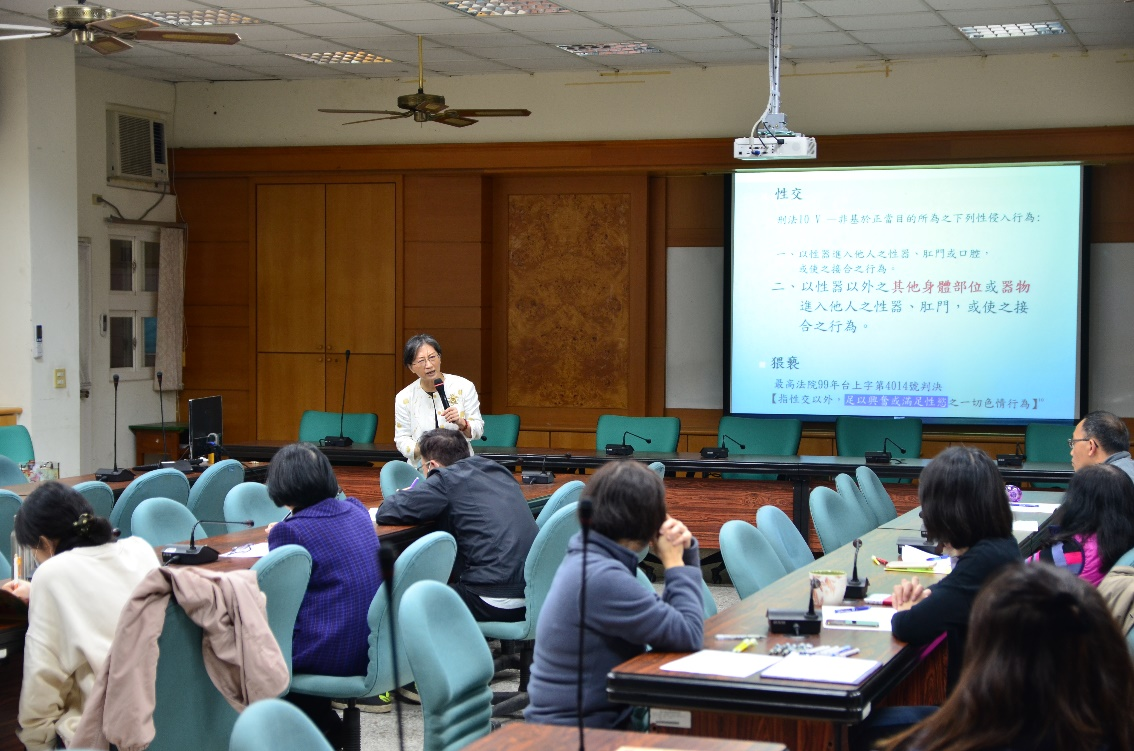 性交
刑法10 V —非基於正當目的所為之下列性侵入行為:
一、以性器進入他人之性器、肛門或口腔,
或使之接合之行為。
二、以性器以外之其他身體部位或器物
進入他人之性器、肛門,或使之接
合之行為。
猥褻
最高法院99年台上字第4014號判決
【指性交以外,足以興奮或滿足性慾之一切色情行為】"